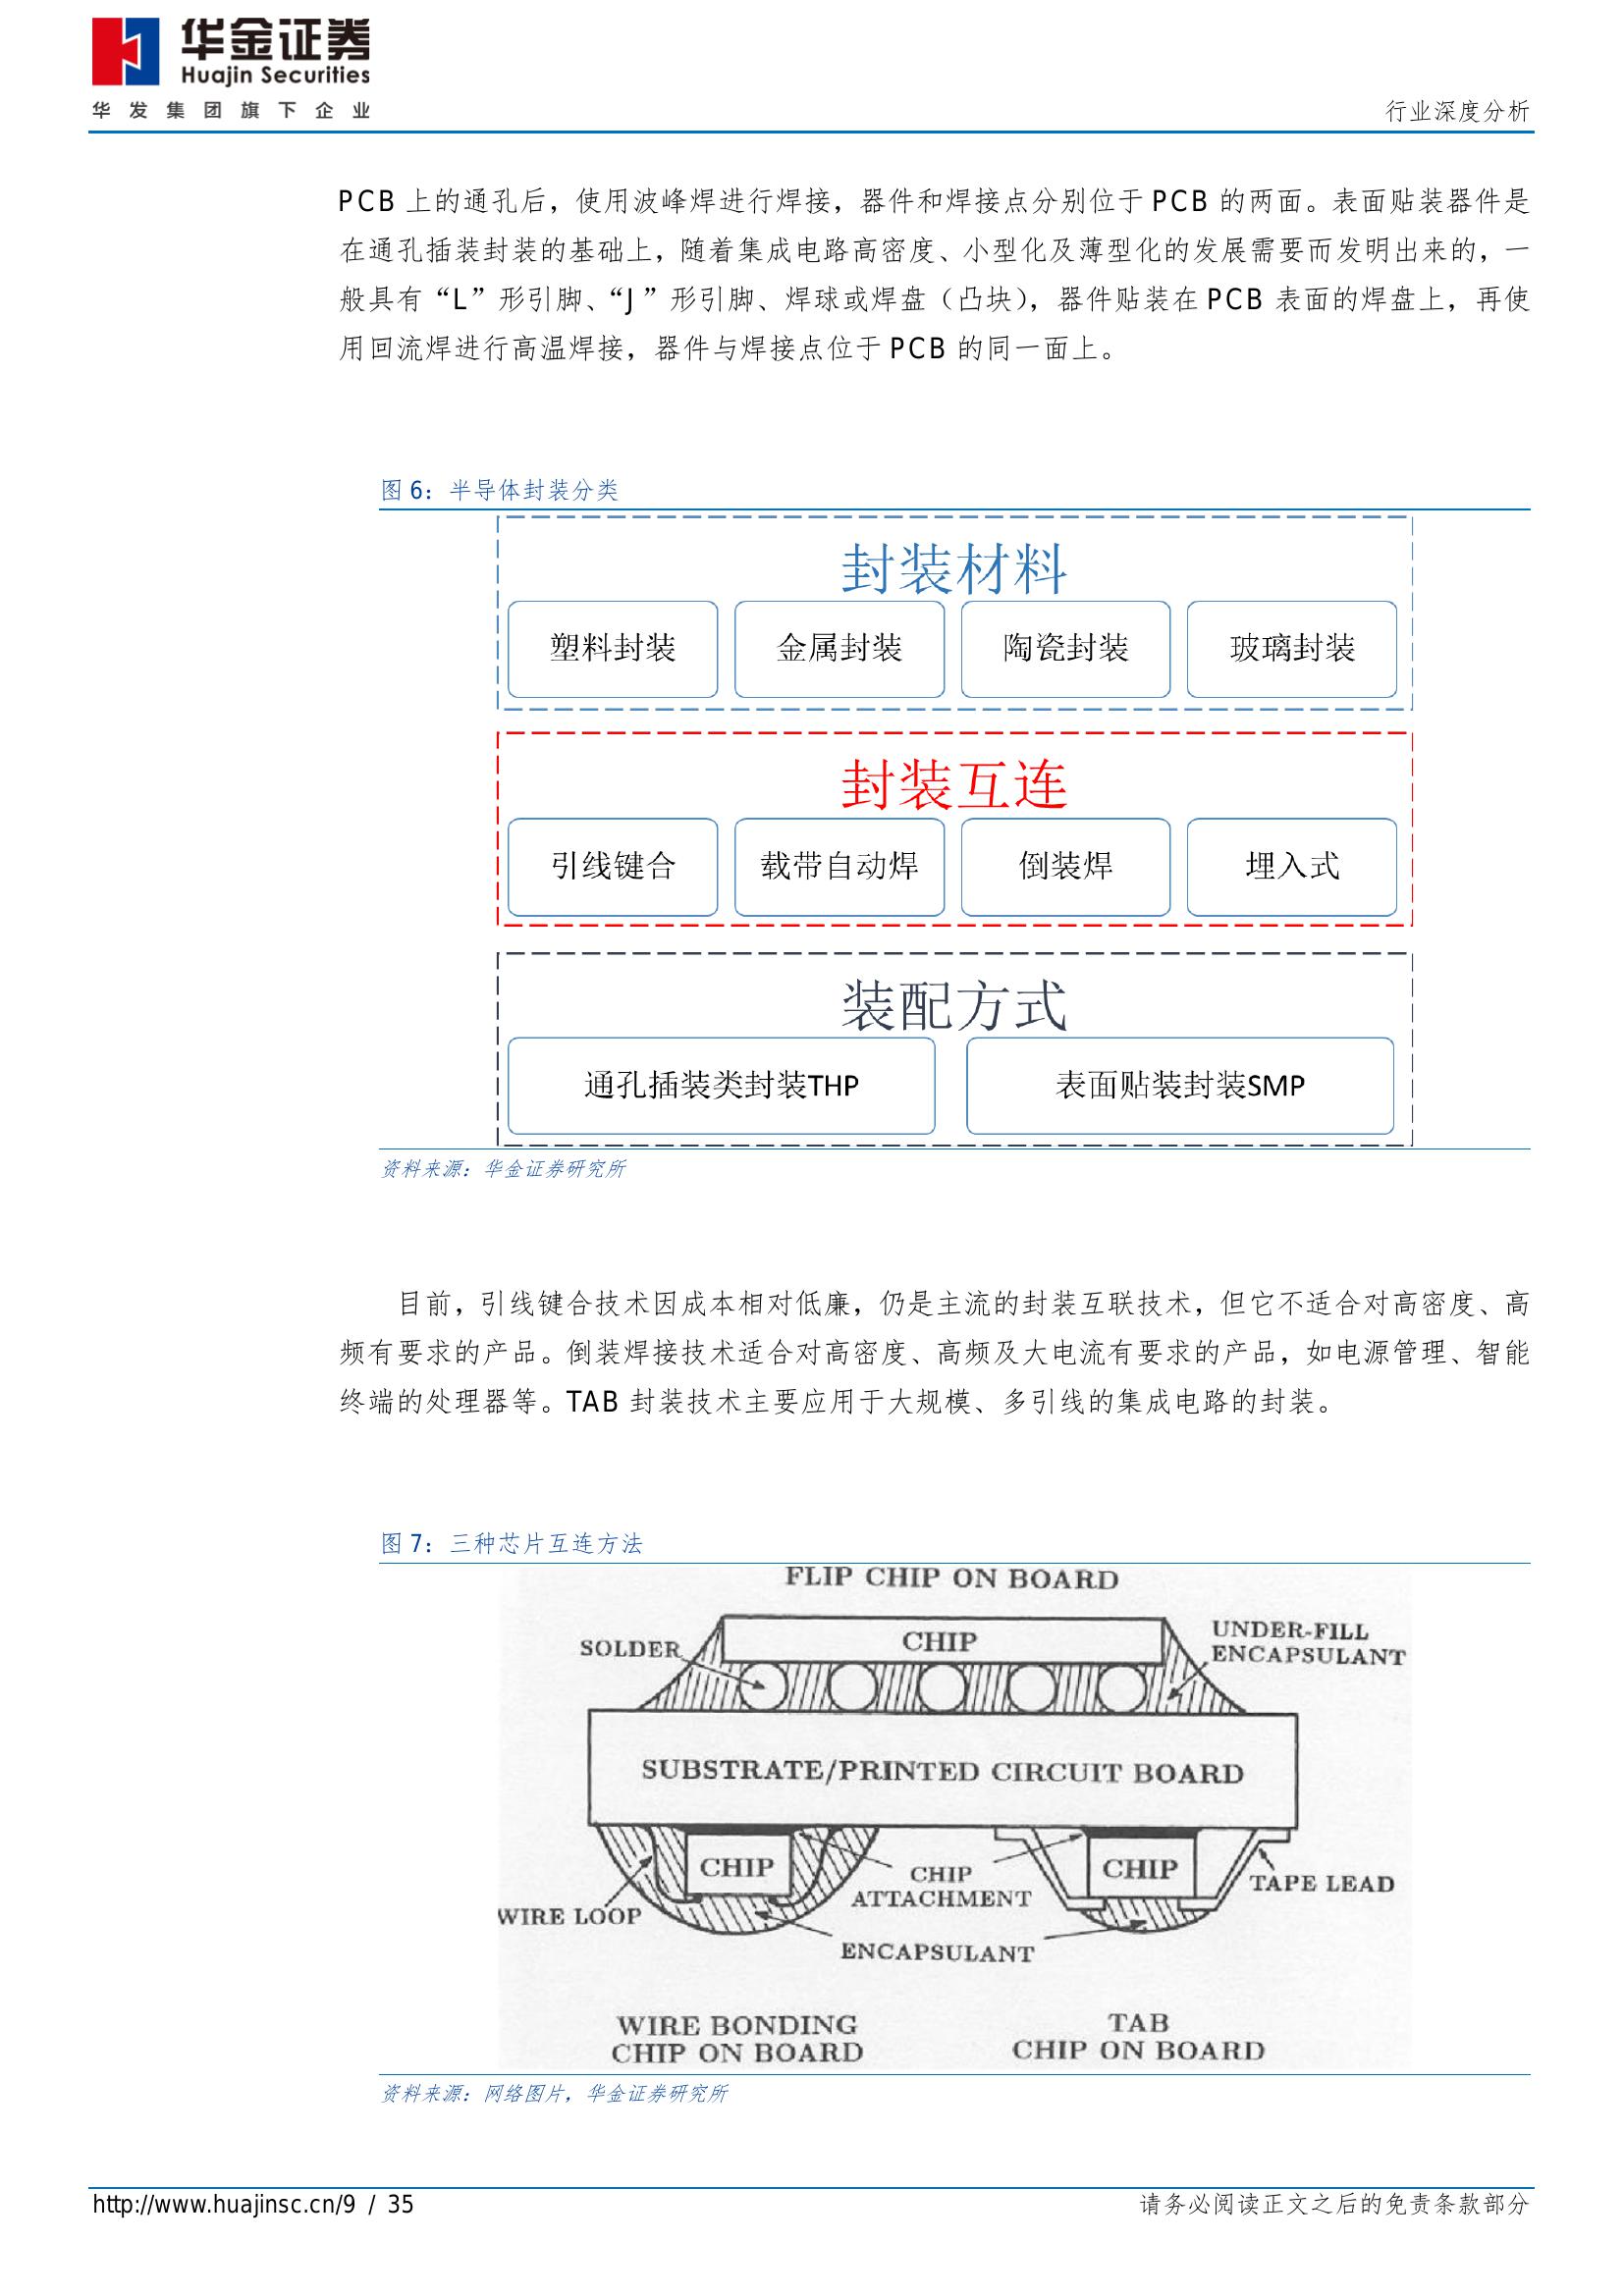 华金证券
Huajin Securities
华发集团旗下企业
行业深度分析
PCB 上的通孔后，使用波峰焊进行焊接，器件和焊接点分别位于 PCB 的两面。表面贴装器件是
在通孔插装封装的基础上，随着集成电路高密度、小型化及薄型化的发展需要而发明出来的，一
般具有“L”形引脚、“J”形引脚、焊球或焊盘（凸块），器件贴装在 PCB 表面的焊盘上，再使
用回流焊进行高温焊接，器件与焊接点位于 PCB 的同一面上。
图 6：半导体封装分类
封装材料
塑料封装 金属封装 陶瓷封装 玻璃封装
封装互连
引线键合 载带自动焊 倒装焊 埋入式
装配方式
通孔插装类封装THP 表面贴装封装SMP
资料来源：华金证券研究所
目前，引线键合技术因成本相对低廉，仍是主流的封装互联技术，但它不适合对高密度、高
频有要求的产品。倒装焊接技术适合对高密度、高频及大电流有要求的产品，如电源管理、智能
终端的处理器等。TAB 封装技术主要应用于大规模、多引线的集成电路的封装。
图 7：三种芯片互连方法
FLIP CHIP ON BOARD
SOLDER
CHIP
UNDER-FILL
ENCAPSULANT
SUBSTRATE/PRINTED CIRCUIT BOARD
CHIP
CHIP
ATTACHMENT
CHIP
TAPE LEAD
WIRE LOOP
ENCAPSULANT
WIRE BONDING
CHIP ON BOARD
TAB
CHIP ON BOARD
资料来源：网络图片，华金证券研究所
http://www.huajinsc.cn/9 / 35
请务必阅读正文之后的免责条款部分